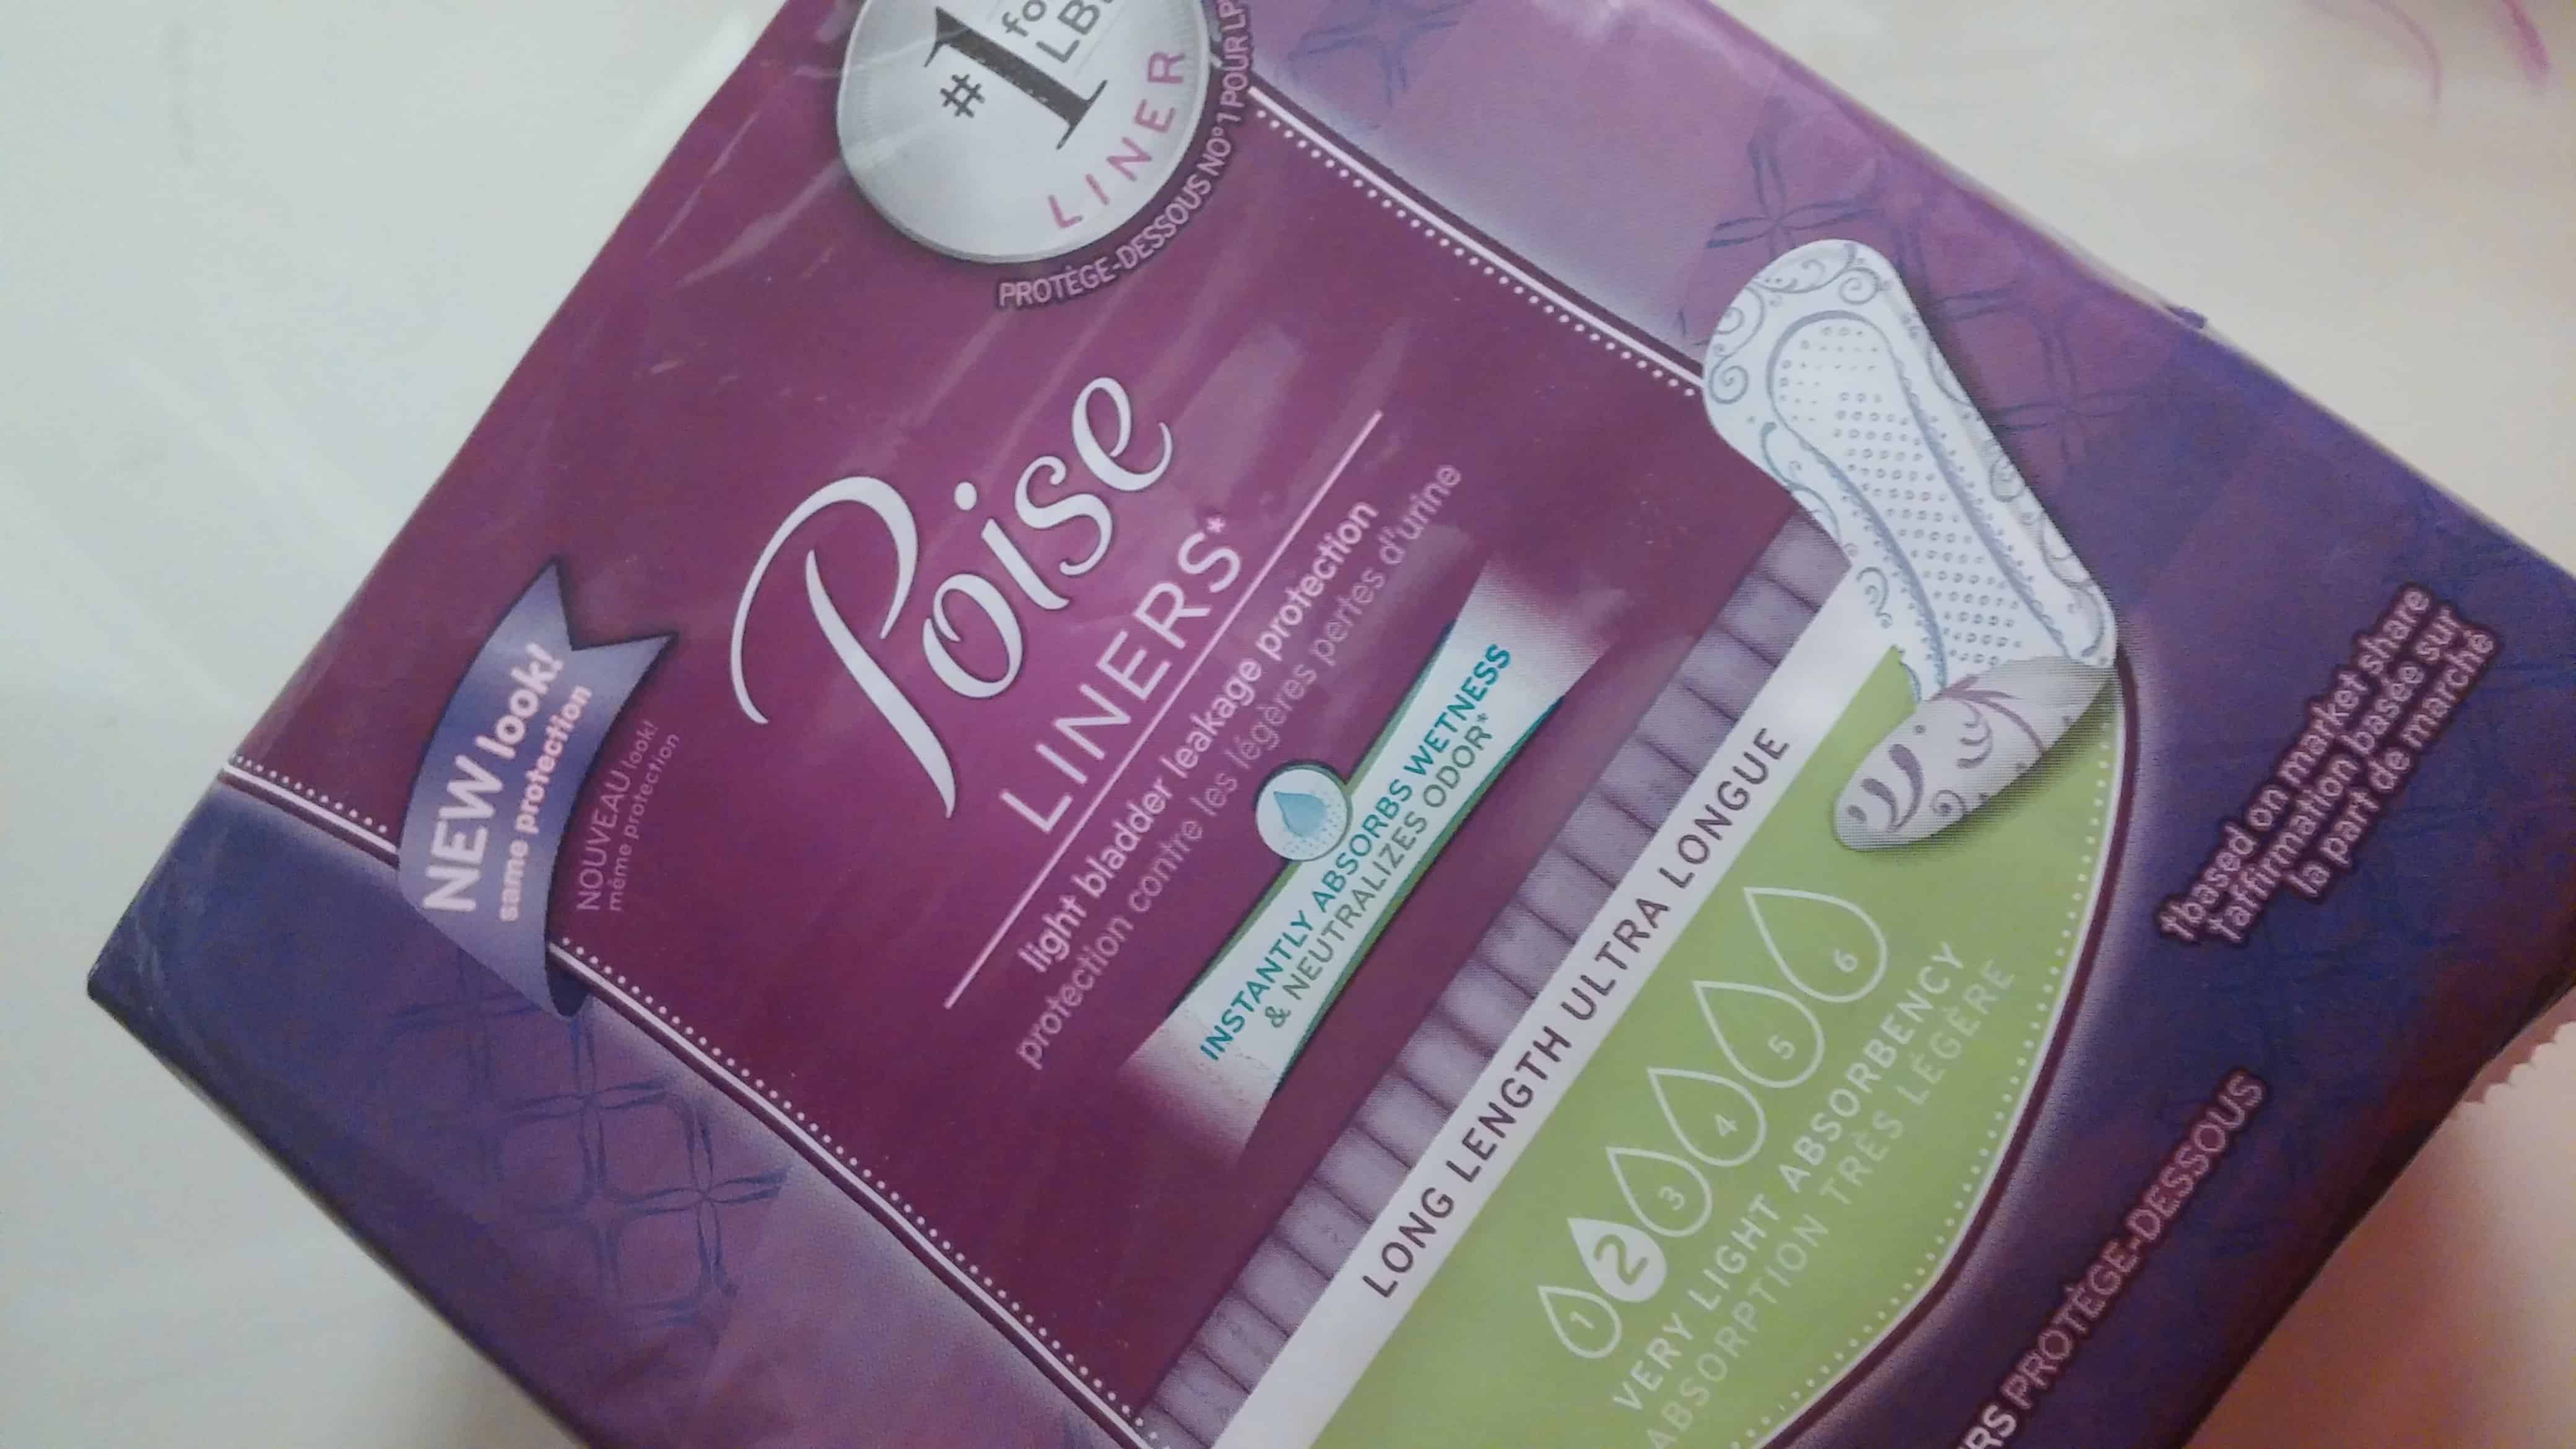 #1 for
LINER
PROTÈGE-DESSOUS NO°1 POUR
NEW look!
same protection
NOUVEAU look!
même protection
Poise
LINERS*
light bladder leakage protection
protection contre les légères pertes d'urine
INSTANTLY ABSORBS WETNESS
& NEUTRALIZES ODOR*
LONG LENGTH ULTRA LONGUE
1 2 3 4 5 6
VERY LIGHT ABSORBENCY
ABSORPTION TRÈS LÉGÈRE
†based on market share
†affirmation basée sur
la part de marché
PROTÈGE-DESSOUS